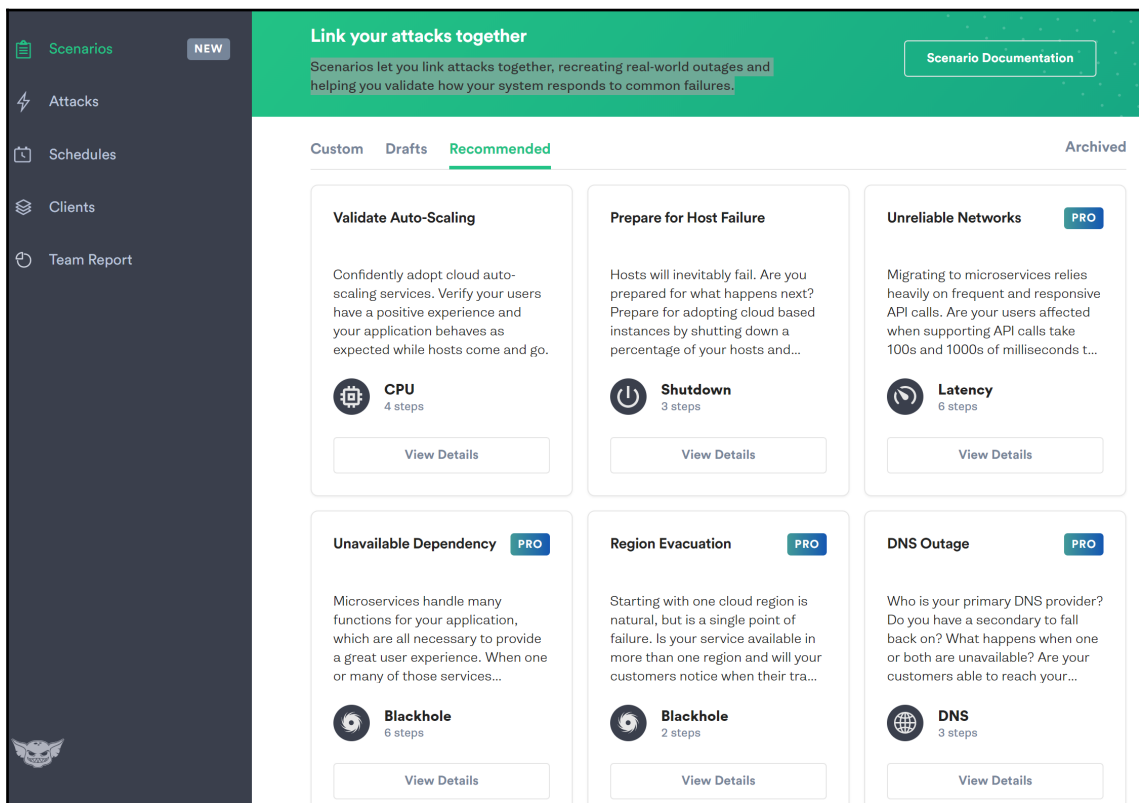 Scenarios
NEW
Attacks
Schedules
Clients
Team Report
Link your attacks together
Scenarios let you link attacks together, recreating real-world outages and
helping you validate how your system responds to common failures.
Scenario Documentation
Custom
Drafts
Recommended
Archived
Validate Auto-Scaling
Confidently adopt cloud auto-
scaling services. Verify your users
have a positive experience and
your application behaves as
expected while hosts come and go.
CPU
4 steps
View Details
Prepare for Host Failure
Hosts will inevitably fail. Are you
prepared for what happens next?
Prepare for adopting cloud based
instances by shutting down a
percentage of your hosts and...
Shutdown
3 steps
View Details
Unreliable Networks
PRO
Migrating to microservices relies
heavily on frequent and responsive
API calls. Are your users affected
when supporting API calls take
100s and 1000s of milliseconds t...
Latency
6 steps
View Details
Unavailable Dependency
PRO
Microservices handle many
functions for your application,
which are all necessary to provide
a great user experience. When one
or many of those services...
Blackhole
6 steps
View Details
Region Evacuation
PRO
Starting with one cloud region is
natural, but is a single point of
failure. Is your service available in
more than one region and will your
customers notice when their tra...
Blackhole
2 steps
View Details
DNS Outage
PRO
Who is your primary DNS provider?
Do you have a secondary to fall
back on? What happens when one
or both are unavailable? Are your
customers able to reach your...
DNS
3 steps
View Details